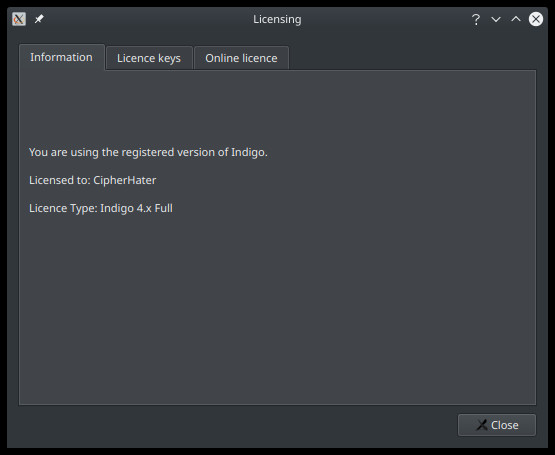 Licensing
Information
Licence keys
Online licence
You are using the registered version of Indigo.
Licensed to: CipherHater
Licence Type: Indigo 4.x Full
Close